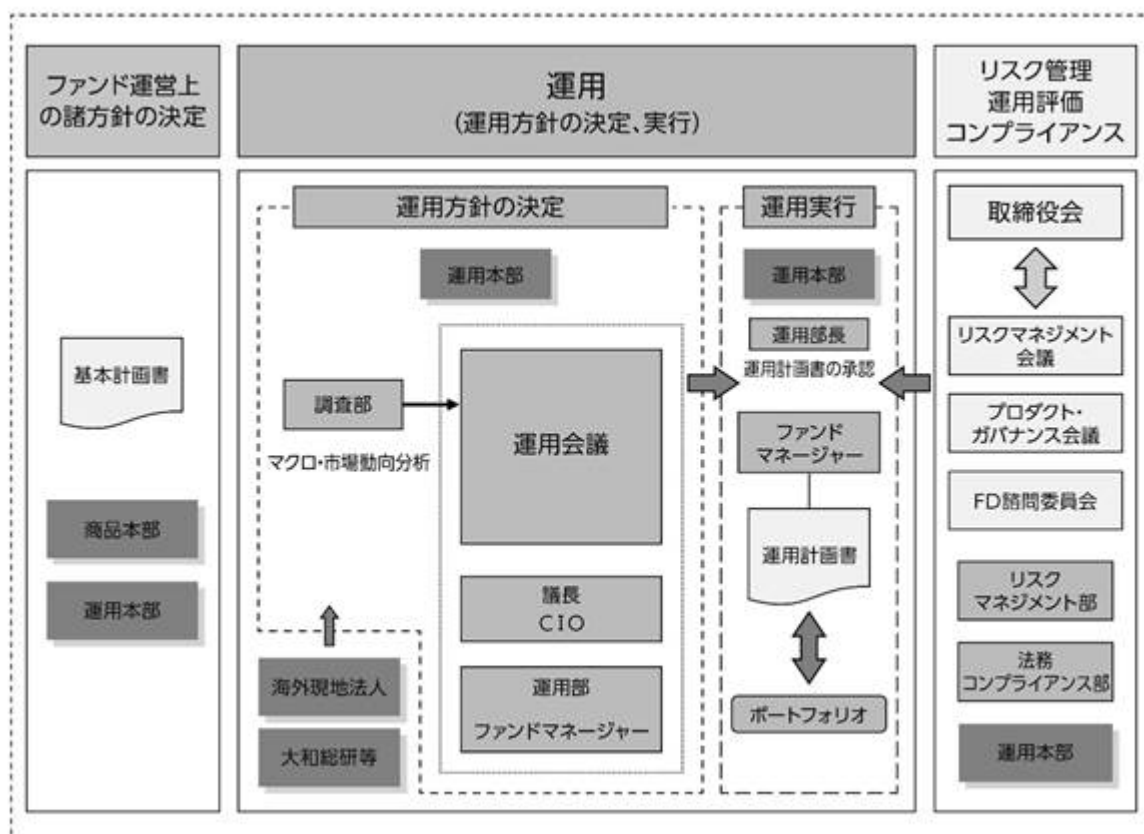 ファンド運営上
の諸方針の決定
基本計画書
商品本部
運用本部
運用
(運用方針の決定、実行)
運用方針の決定
運用本部
調査部
マクロ・市場動向分析
運用会議
議長
CIO
運用部
ファンドマネージャー
海外現地法人
大和総研等
運用実行
運用本部
運用部長
運用計画書の承認
ファンド
マネージャー
運用計画書
ポートフォリオ
リスク管理
運用評価
コンプライアンス
取締役会
リスクマネジメント
会議
プロダクト・
ガバナンス会議
FD諮問委員会
リスク
マネジメント部
法務
コンプライアンス部
運用本部